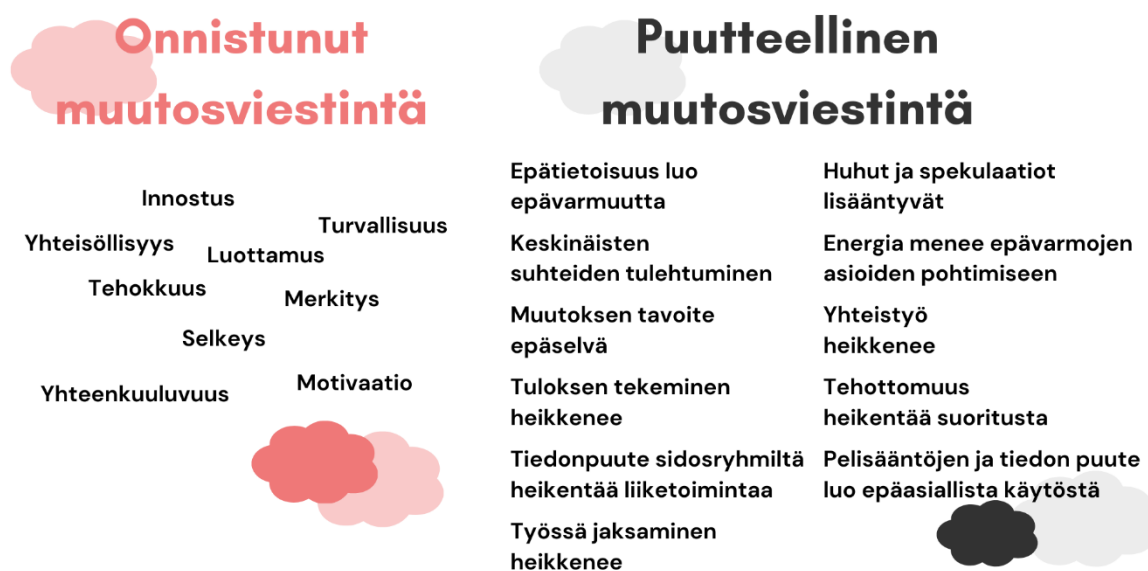 Onnistunut
muutosviestintä
Innostus
Turvallisuus
Yhteisöllisyys
Luottamus
Tehokkuus
Merkitys
Selkeys
Motivaatio
Yhteenkuuluvuus
Puutteellinen
muutosviestintä
Epätietoisuus luo
epävarmuutta
Keskinäisten
suhteiden tulehtuminen
Muutoksen tavoite
epäselvä
Tuloksen tekeminen
heikkenee
Tiedonpuute sidosryhmiltä
heikentää liiketoimintaa
Työssä jaksaminen
heikkenee
Huhut ja spekulaatiot
lisääntyvät
Energia menee epävarmojen
asioiden pohtimiseen
Yhteistyö
heikkenee
Tehottomuus
heikentää suoritusta
Pelisääntöjen ja tiedon puute
luo epäasiallista käytöstä